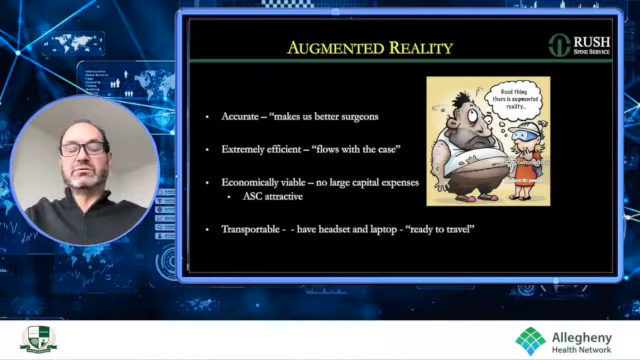 AUGMENTED REALITY
RUSH
SPINE SERVICE
Good thing
there is augmented
reality...
• Accurate – “makes us better surgeons
• Extremely efficient – “flows with the case”
• Economically viable – no large capital expenses
• ASC attractive
• Transportable - - have headset and laptop - “ready to travel”
Allegheny
Health Network